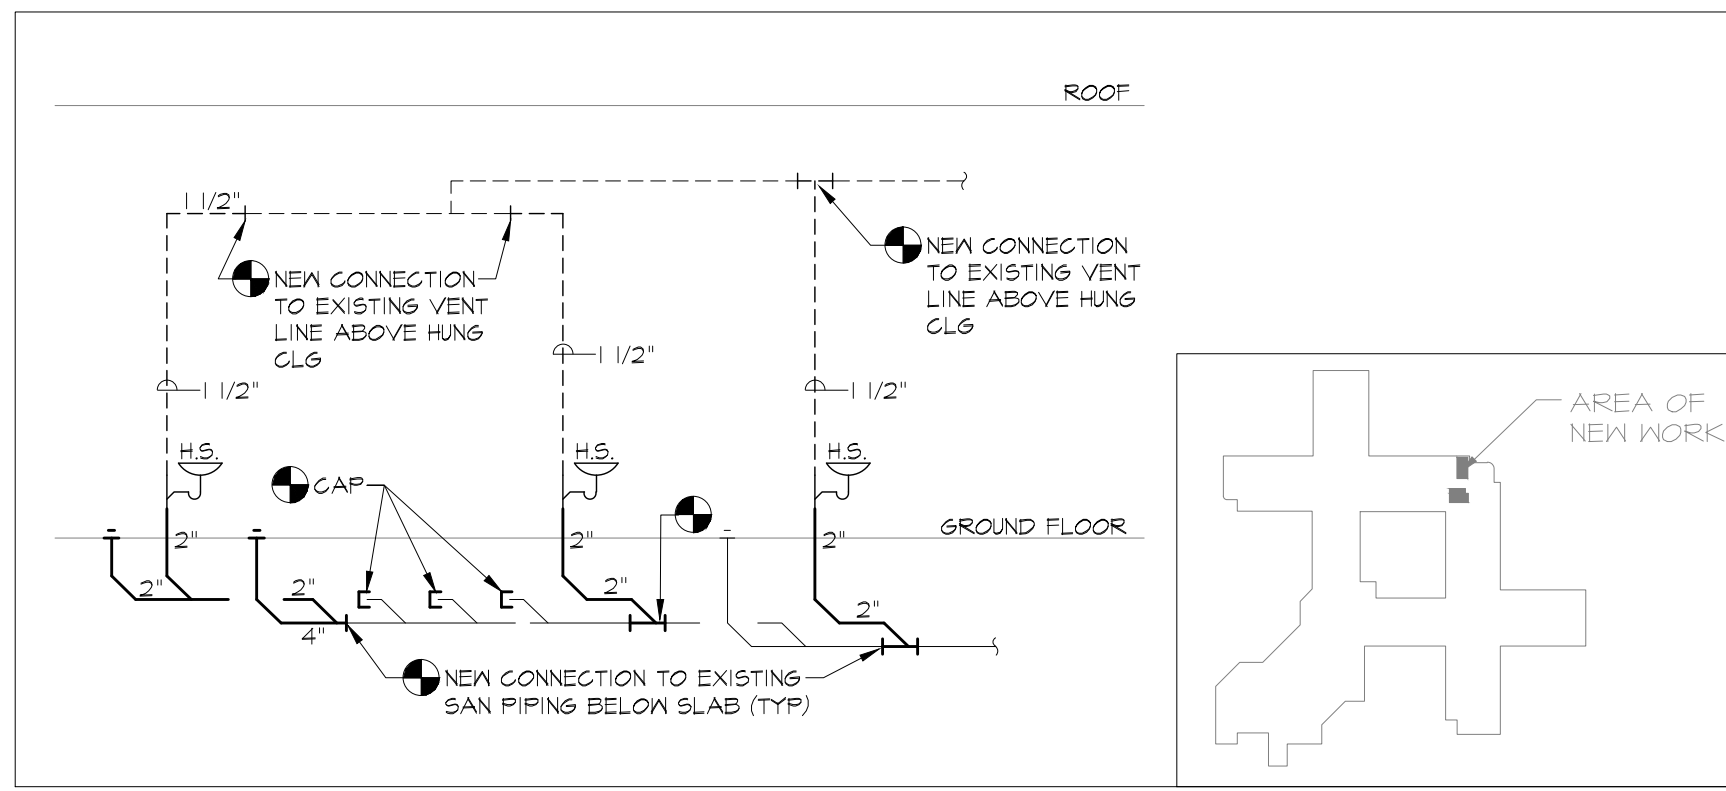 ROOF
1 1/2"
NEW CONNECTION
TO EXISTING VENT
LINE ABOVE HUNG
CLG
NEW CONNECTION
TO EXISTING VENT
LINE ABOVE HUNG
CLG
1 1/2"
1 1/2"
1 1/2"
H.S.
H.S.
H.S.
CAP
GROUND FLOOR
2"
2"
2"
2"
2"
2"
2"
4"
NEW CONNECTION TO EXISTING
SAN PIPING BELOW SLAB (TYP)
AREA OF
NEW WORK